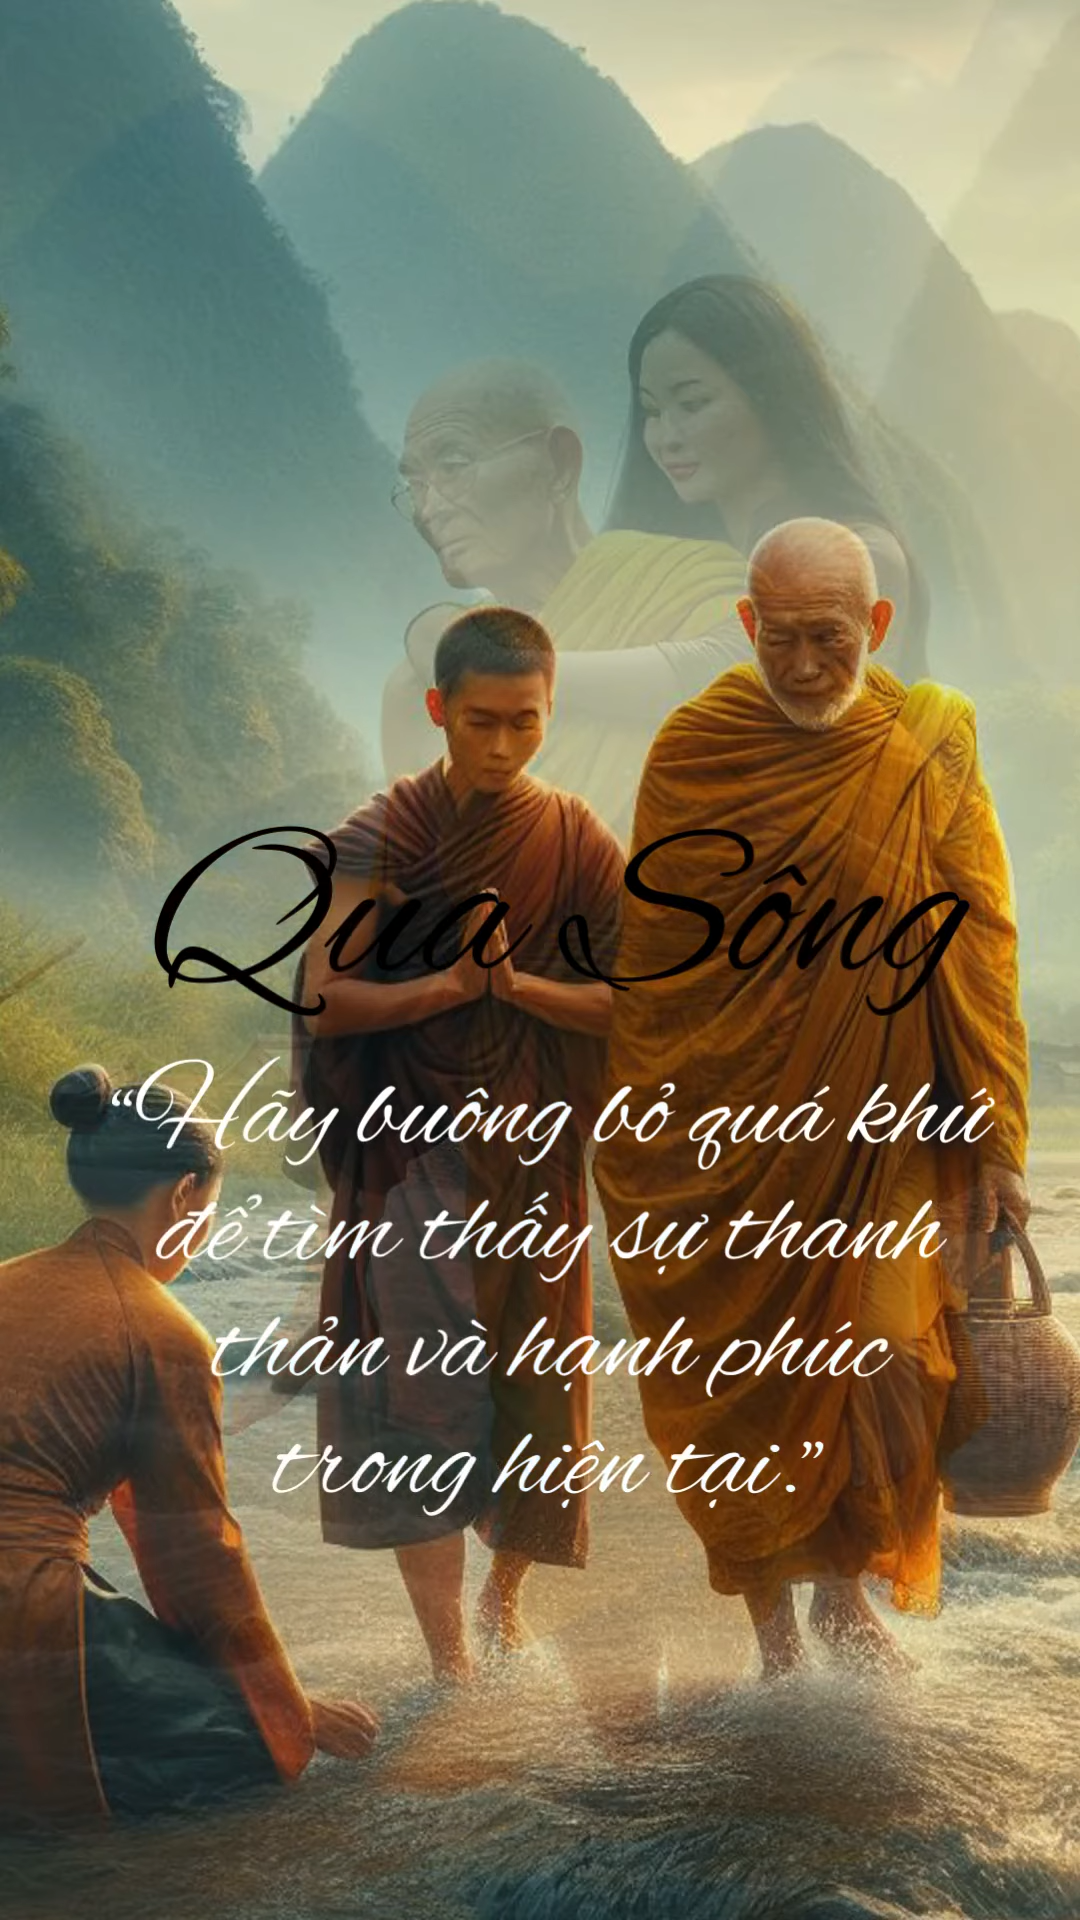 Qua Sông
“Hãy buông bỏ quá khứ
để tìm thấy sự thanh
thản và hạnh phúc
trong hiện tại.”